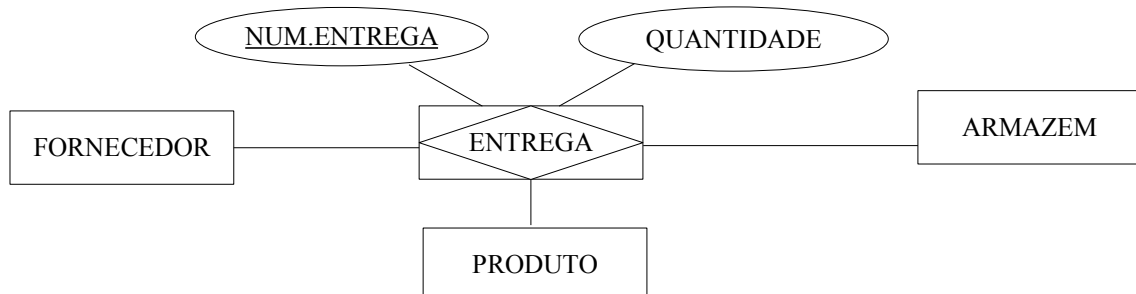 NUM.ENTREGA
QUANTIDADE
FORNECEDOR
ENTREGA
ARMAZEM
PRODUTO